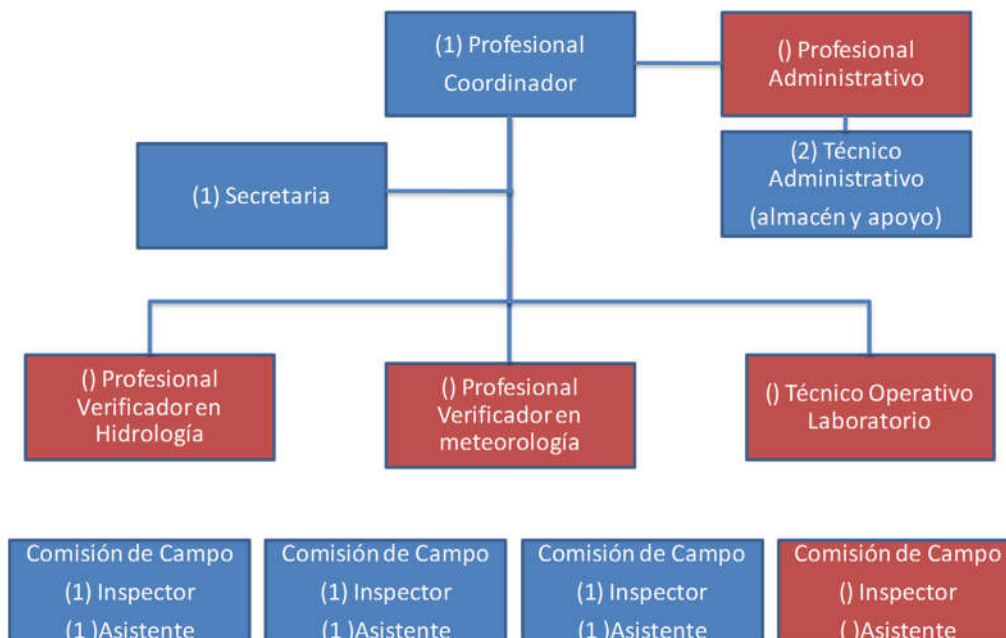 (1) Profesional
Coordinador
() Profesional
Administrativo
(2) Técnico
Administrativo
(almacén y apoyo)
(1) Secretaria
() Profesional
Verificador en
Hidrología
() Profesional
Verificador en
meteorología
() Técnico Operativo
Laboratorio
Comisión de Campo
(1) Inspector
(1 )Asistente
Comisión de Campo
(1) Inspector
(1 )Asistente
Comisión de Campo
(1) Inspector
(1 )Asistente
Comisión de Campo
() Inspector
( )Asistente